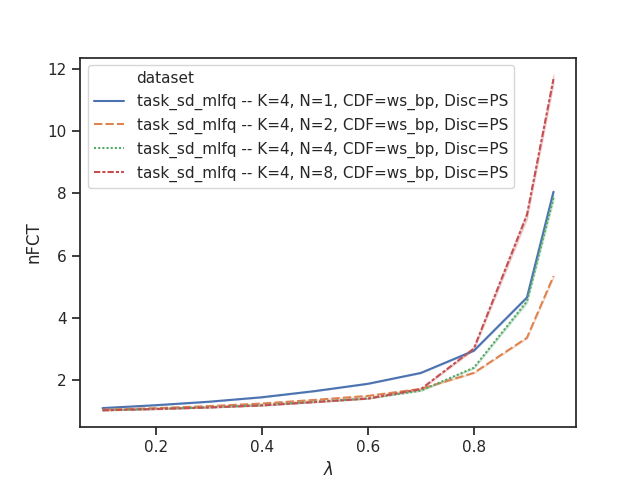 dataset
task_sd_mlfq -- K=4, N=1, CDF=ws_bp, Disc=PS
task_sd_mlfq -- K=4, N=2, CDF=ws_bp, Disc=PS
task_sd_mlfq -- K=4, N=4, CDF=ws_bp, Disc=PS
task_sd_mlfq -- K=4, N=8, CDF=ws_bp, Disc=PS
nFCT
12
10
8
6
4
2
0.2 0.4 0.6 0.8
λ